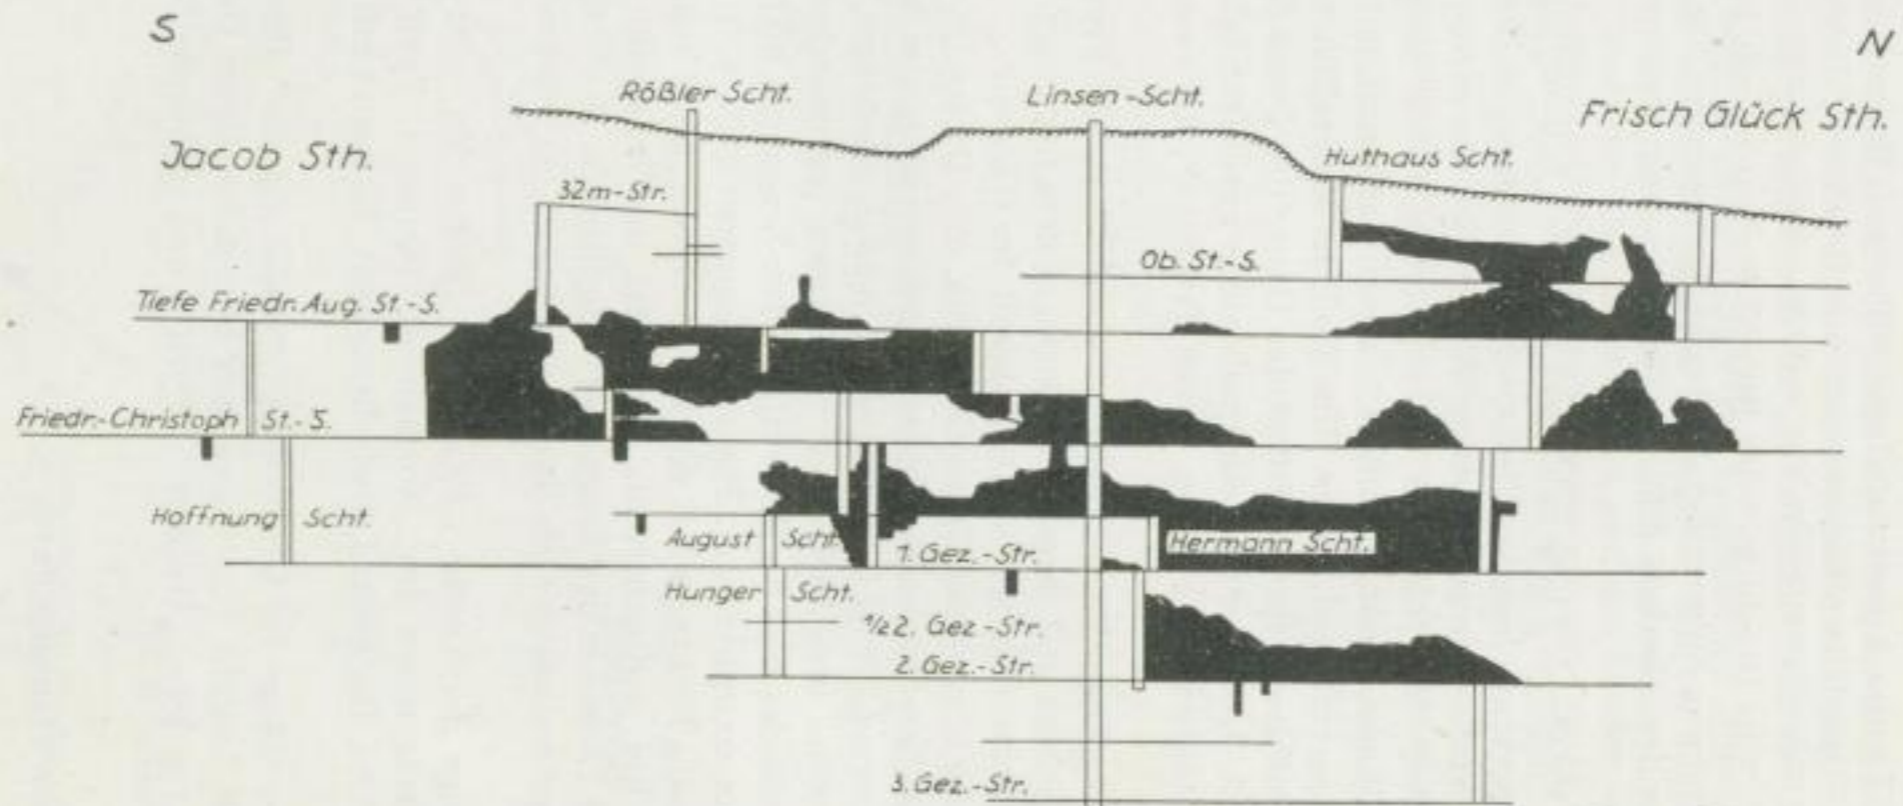 S
N
Rößler Scht.
Linsen-Scht.
Frisch Glück Sth.
Jacob Sth.
Huthaus Scht.
32m-Str.
Ob. St.-S.
Tiefe Friedr. Aug. St.-S.
Friedr.-Christoph St.-S.
Hoffnung Scht.
August Scht.
1. Gez.-Str.
Hermann Scht.
Hunger Scht.
1/2 2. Gez.-Str.
2. Gez.-Str.
3. Gez.-Str.